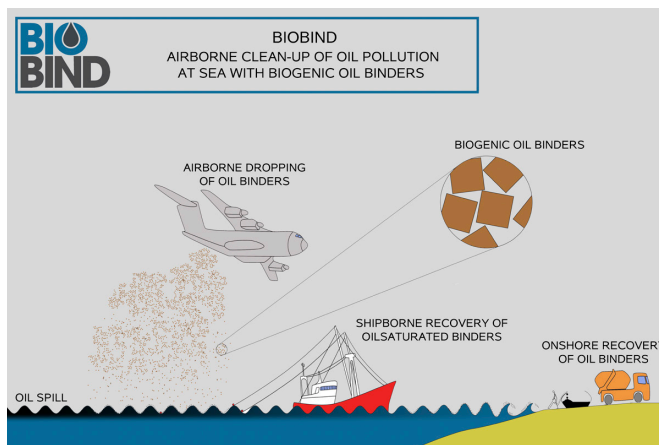 BIO
BIND
BIOBIND
AIRBORNE CLEAN-UP OF OIL POLLUTION
AT SEA WITH BIOGENIC OIL BINDERS
BIOGENIC OIL BINDERS
AIRBORNE DROPPING
OF OIL BINDERS
SHIPBORNE RECOVERY OF
OILSATURATED BINDERS
ONSHORE RECOVERY
OF OIL BINDERS
OIL SPILL